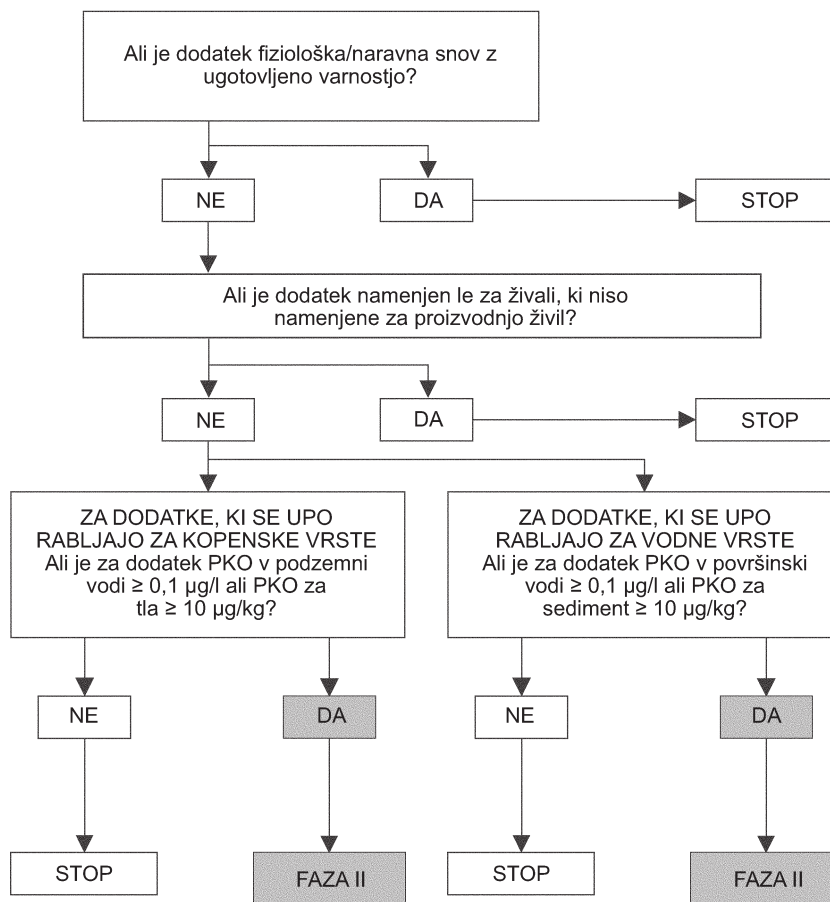 Ali je dodatek fiziološka/naravna snov z
ugotovljeno varnostjo?
NE
DA
STOP
Ali je dodatek namenjen le za živali, ki niso
namenjene za proizvodnjo živil?
NE
DA
STOP
ZA DODATKE, KI SE UPO
RABLJAJO ZA KOPENSKE VRSTE
Ali je za dodatek PKO v podzemni
vodi ≥ 0,1 µg/l ali PKO za
tla ≥ 10 µg/kg?
ZA DODATKE, KI SE UPO
RABLJAJO ZA VODNE VRSTE
Ali je za dodatek PKO v površinski
vodi ≥ 0,1 µg/l ali PKO za
sediment ≥ 10 µg/kg?
NE
DA
NE
DA
STOP
FAZA II
STOP
FAZA II